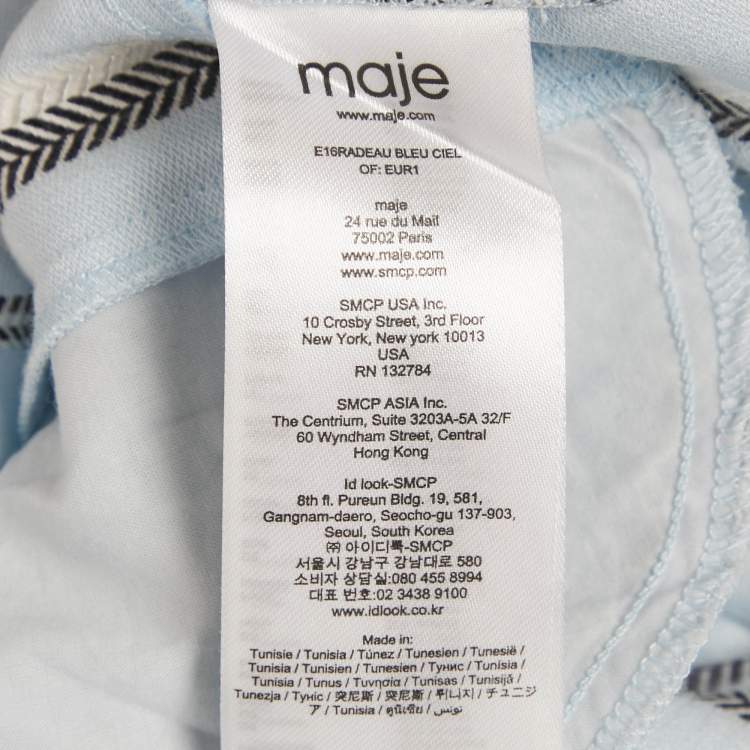 maje
www.maje.com
E16RADEAU BLEU CIEL
OF: EUR1
maje
24 rue du Mail
75002 Paris
www.maje.com
www.smcp.com
SMCP USA Inc.
10 Crosby Street, 3rd Floor
New York, New york 10013
USA
RN 132784
SMCP ASIA Inc.
The Centrium, Suite 3203A-5A 32/F
60 Wyndham Street, Central
Hong Kong
Id look-SMCP
8th fl. Pureun Bldg. 19, 581,
Gangnam-daero, Seocho-gu 137-903,
Seoul, South Korea
㈜ 아이디룩-SMCP
서울시 강남구 강남대로 580
소비자 상담실:080 455 8994
대표 번호:02 3438 9100
www.idlook.co.kr
Made in:
Tunisie / Tunisia / Túnez / Tunesien / Tunesië /
Tunisia / Tunisien / Tunesien / Тунис / Tunisia /
Tunisia / Tunus / Τυνησία / Tunisas / Tunisijā /
Tunezja / Туніс / 突尼斯 / 突尼斯 / 튀니지 / チュニジ
ア / Tunisia / ตูนิเซีย / تونس